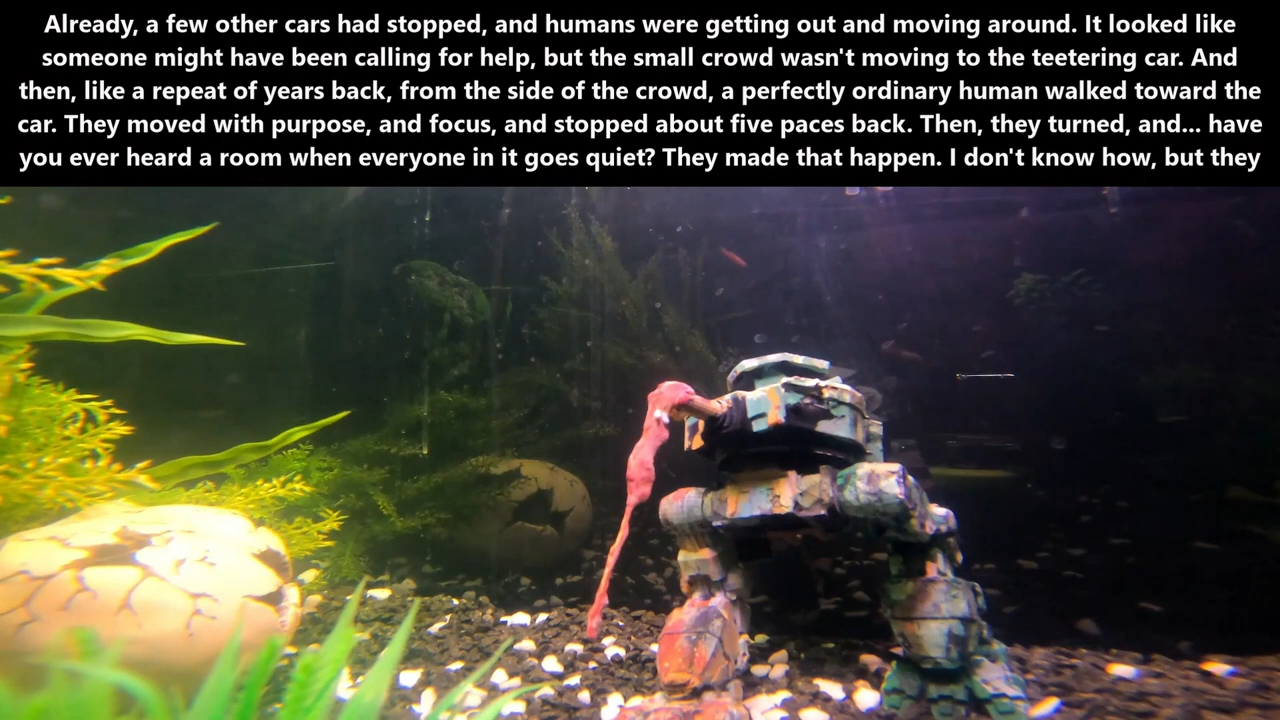 Already, a few other cars had stopped, and humans were getting out and moving around. It looked like
someone might have been calling for help, but the small crowd wasn't moving to the teetering car. And
then, like a repeat of years back, from the side of the crowd, a perfectly ordinary human walked toward the
car. They moved with purpose, and focus, and stopped about five paces back. Then, they turned, and... have
you ever heard a room when everyone in it goes quiet? They made that happen. I don't know how, but they